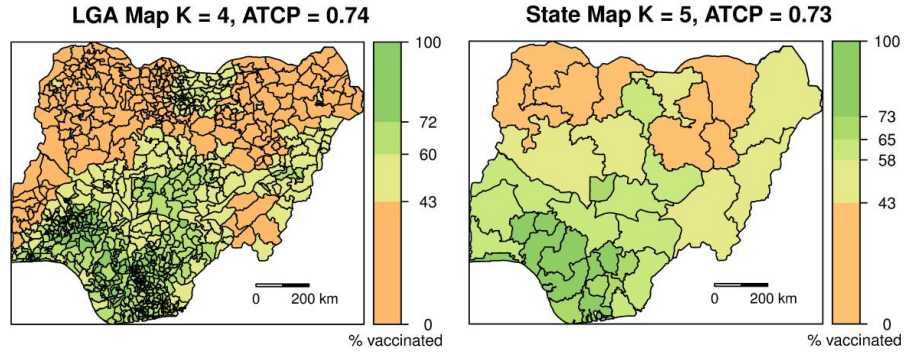 LGA Map K = 4, ATCP = 0.74
100
72
60
43
0
0 200 km
% vaccinated
State Map K = 5, ATCP = 0.73
100
73
65
58
43
0
0 200 km
% vaccinated